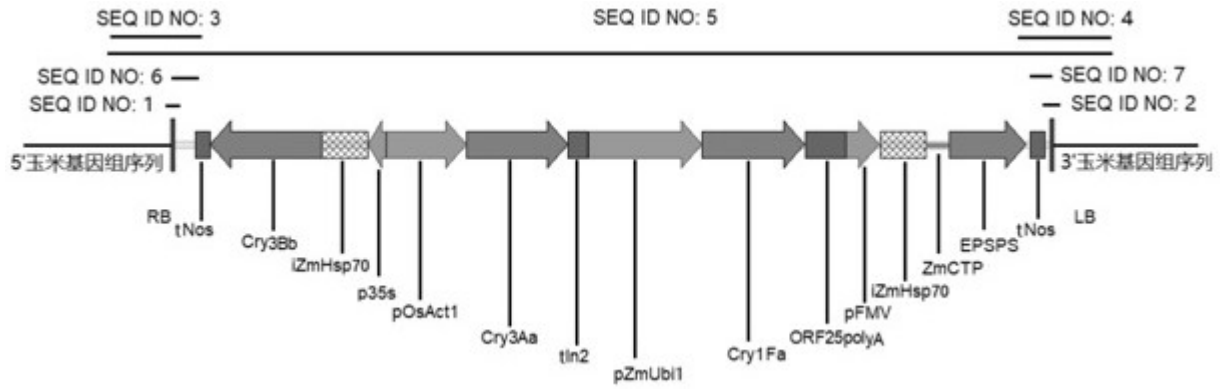 SEQ ID NO: 3
SEQ ID NO: 5
SEQ ID NO: 4
SEQ ID NO: 6
SEQ ID NO: 7
SEQ ID NO: 1
SEQ ID NO: 2
5'玉米基因组序列
3'玉米基因组序列
RB
tNos
Cry3Bb
iZmHsp70
p35s
pOsAct1
Cry3Aa
tIn2
pZmUbi1
Cry1Fa
ORF25polyA
pFMV
iZmHsp70
ZmCTP
EPSPS
tNos
LB